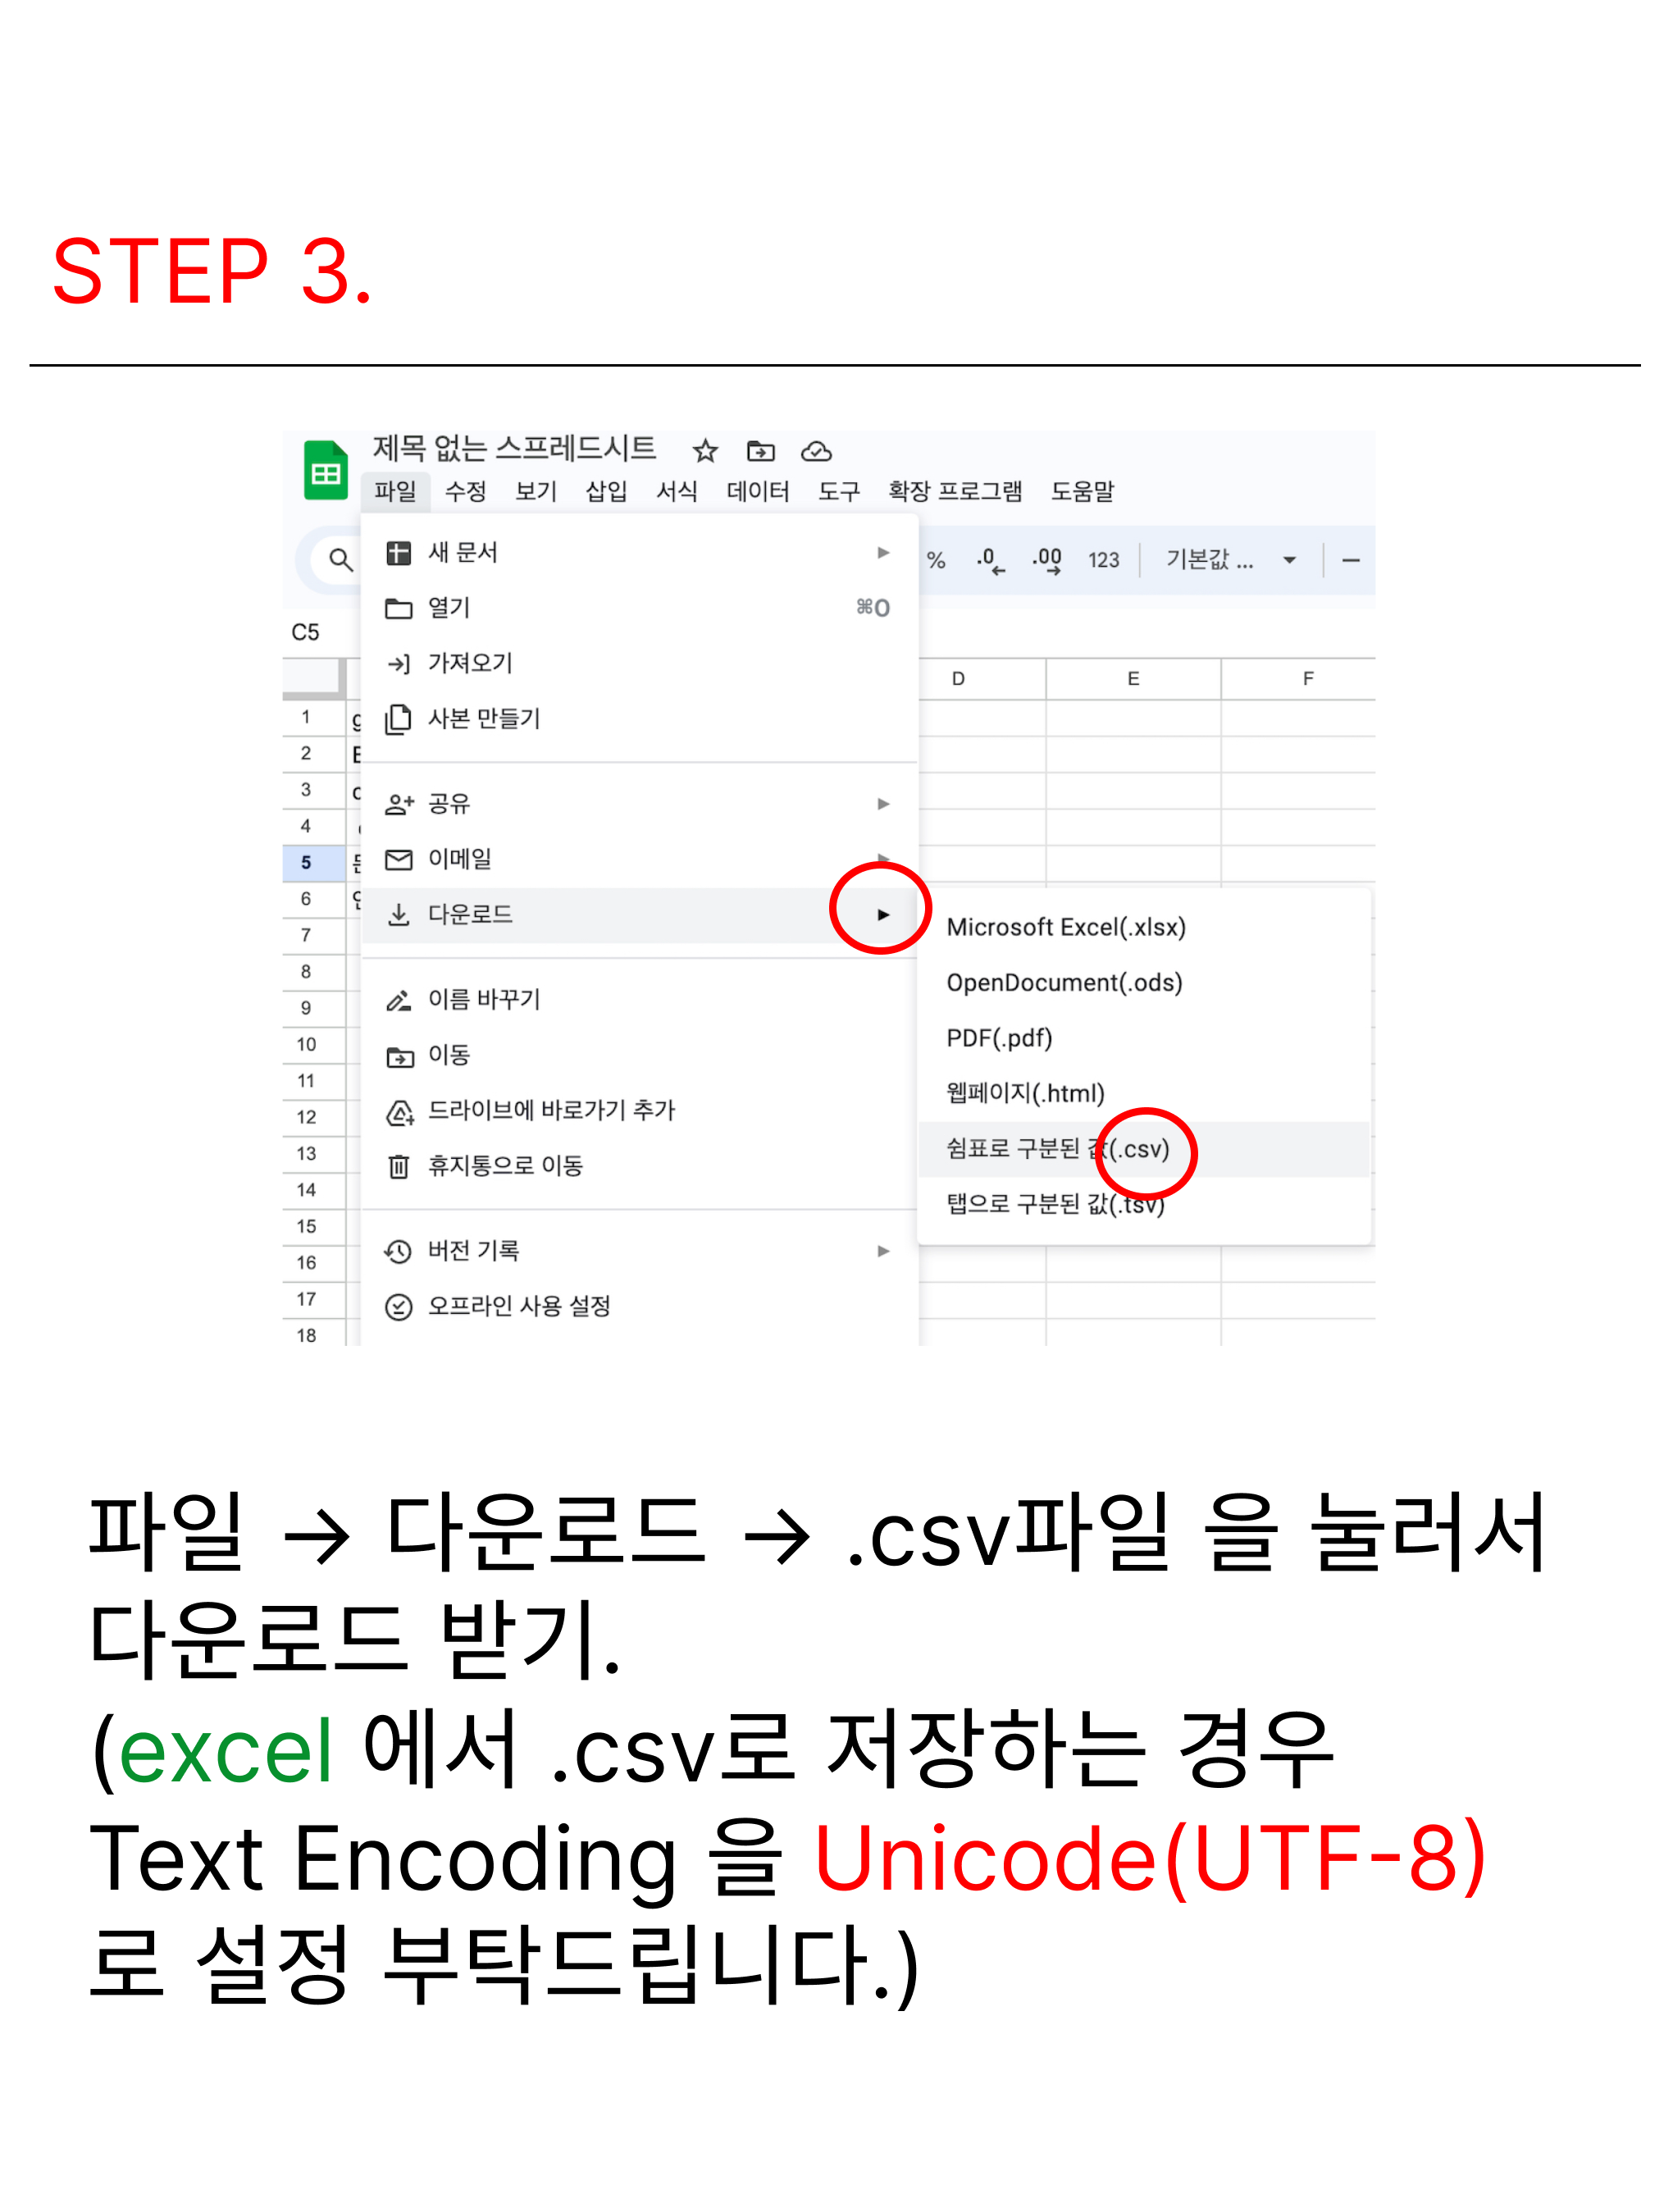 STEP 3.
제목 없는 스프레드시트
파일 수정 보기 삽입 서식 데이터 도구 확장 프로그램 도움말
새 문서
% .0 .00 123 기본값 ...
열기 ⌘O
C5
가져오기
D E F
사본 만들기
1
2
3
4
5
6
7
8
9
10
11
12
13
14
15
16
17
18
공유
이메일
다운로드
Microsoft Excel(.xlsx)
OpenDocument(.ods)
PDF(.pdf)
웹페이지(.html)
쉼표로 구분된 값(.csv)
탭으로 구분된 값(.tsv)
이름 바꾸기
이동
드라이브에 바로가기 추가
휴지통으로 이동
버전 기록
오프라인 사용 설정
파일 → 다운로드 → .csv파일 을 눌러서
다운로드 받기.
(excel 에서 .csv로 저장하는 경우
Text Encoding 을 Unicode(UTF-8)
로 설정 부탁드립니다.)